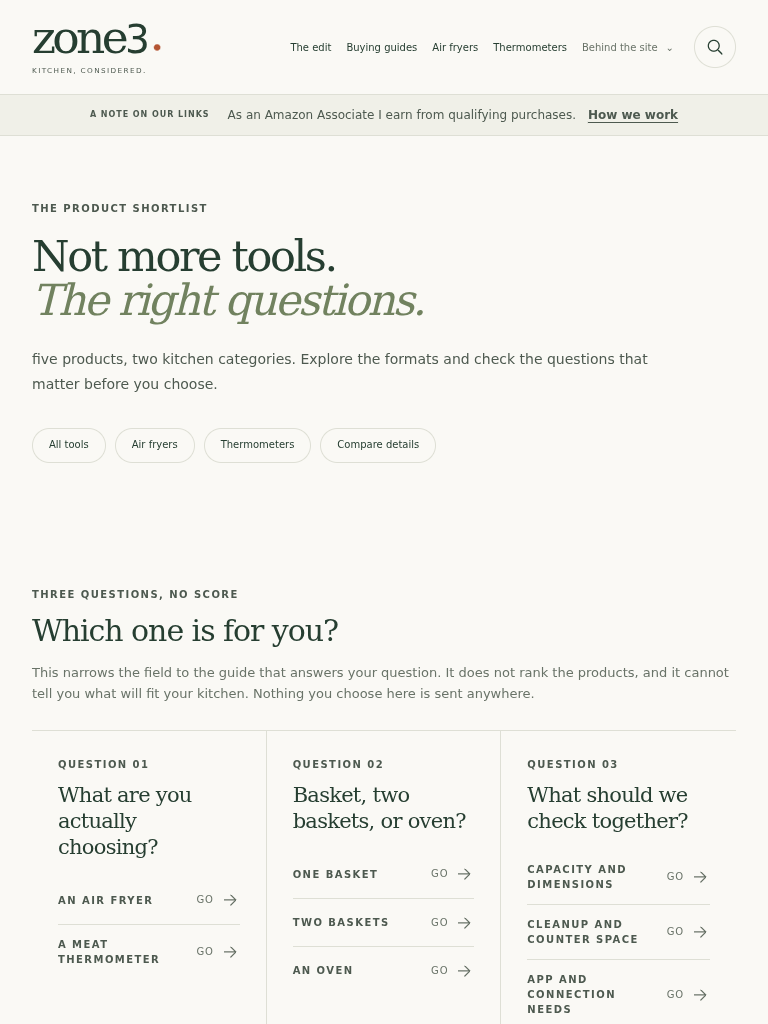 zone3.
KITCHEN, CONSIDERED.
The edit
Buying guides
Air fryers
Thermometers
Behind the site
A NOTE ON OUR LINKS
As an Amazon Associate I earn from qualifying purchases.
How we work
THE PRODUCT SHORTLIST
Not more tools.
The right questions.
five products, two kitchen categories. Explore the formats and check the questions that
matter before you choose.
All tools
Air fryers
Thermometers
Compare details
THREE QUESTIONS, NO SCORE
Which one is for you?
This narrows the field to the guide that answers your question. It does not rank the products, and it cannot
tell you what will fit your kitchen. Nothing you choose here is sent anywhere.
QUESTION 01
What are you
actually
choosing?
AN AIR FRYER
GO
A MEAT
THERMOMETER
GO
QUESTION 02
Basket, two
baskets, or oven?
ONE BASKET
GO
TWO BASKETS
GO
AN OVEN
GO
QUESTION 03
What should we
check together?
CAPACITY AND
DIMENSIONS
GO
CLEANUP AND
COUNTER SPACE
GO
APP AND
CONNECTION
NEEDS
GO